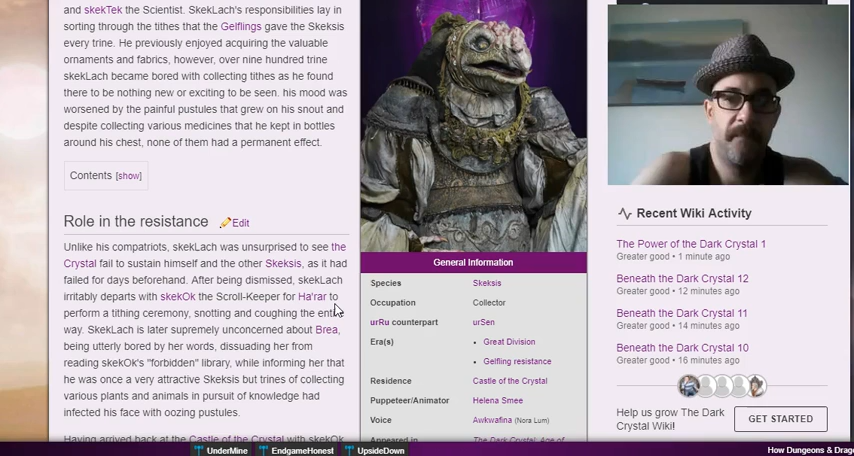 and skekTek the Scientist. SkekLach's responsibilities lay in
sorting through the tithes that the Gelflings gave the Skeksis
every trine. He previously enjoyed acquiring the valuable
ornaments and fabrics, however, over nine hundred trine
skekLach became bored with collecting tithes as he found
there to be nothing new or exciting to be seen. his mood was
worsened by the painful pustules that grew on his snout and
despite collecting various medicines that he kept in bottles
around his chest, none of them had a permanent effect.
Contents [show]
Role in the resistance Edit
Unlike his compatriots, skekLach was unsurprised to see the
Crystal fail to sustain himself and the other Skeksis, as it had
failed for days beforehand. After being dismissed, skekLach
irritably departs with skekOk the Scroll-Keeper for Ha'rar to
perform a tithing ceremony, snotting and coughing the entire
way. SkekLach is later supremely unconcerned about Brea,
being utterly bored by her words, dissuading her from
reading skekOk's "forbidden" library, while informing her that
he was once a very attractive Skeksis but trines of collecting
various plants and animals in pursuit of knowledge had
infected his face with oozing pustules.
Having arrived back at the Castle of the Crystal with skekOk
General Information
Species Skeksis
Occupation Collector
urRu counterpart urSen
Era(s) • Great Division
• Gelfling resistance
Residence Castle of the Crystal
Puppeteer/Animator Helena Smee
Voice Awkwafina (Nora Lum)
Appeared in The Dark Crystal: Age of
Recent Wiki Activity
The Power of the Dark Crystal 1
Greater good • 1 minute ago
Beneath the Dark Crystal 12
Greater good • 12 minutes ago
Beneath the Dark Crystal 11
Greater good • 14 minutes ago
Beneath the Dark Crystal 10
Greater good • 16 minutes ago
Help us grow The Dark
Crystal Wiki!
GET STARTED
UnderMine EndgameHonest UpsideDown
How Dungeons & Drag